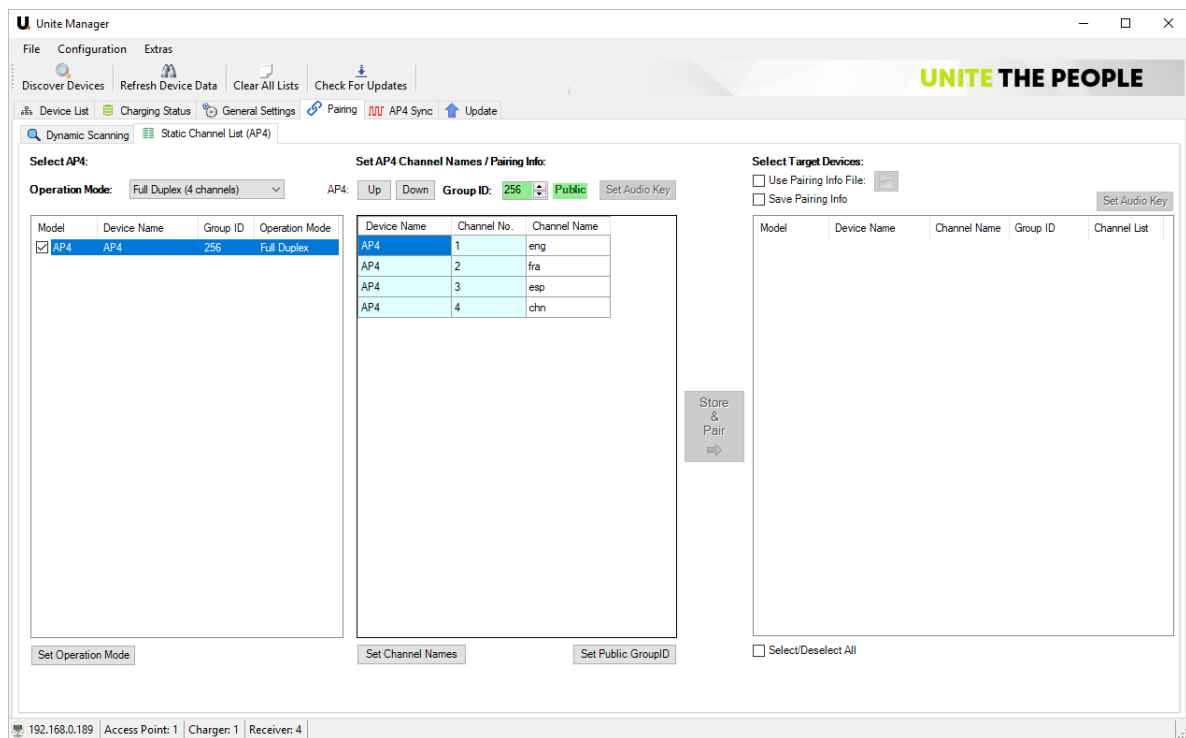 U Unite Manager
File Configuration Extras
Discover Devices Refresh Device Data Clear All Lists Check For Updates
UNITE THE PEOPLE
Device List Charging Status General Settings Pairing AP4 Sync Update
Dynamic Scanning Static Channel List (AP4)
Select AP4: Set AP4 Channel Names / Pairing Info: Select Target Devices:
Operation Mode: Full Duplex (4 channels) AP4: Up Down Group ID: 256 Public Set Audio Key
Use Pairing Info File:
Save Pairing Info Set Audio Key
Model Device Name Group ID Operation Mode
AP4 AP4 256 Full Duplex
Device Name Channel No. Channel Name
AP4 1 eng
AP4 2 fra
AP4 3 esp
AP4 4 chn
Store
&
Pair
Model Device Name Channel Name Group ID Channel List
Set Operation Mode Set Channel Names Set Public GroupID Select/Deselect All
192.168.0.189 Access Point: 1 Charger: 1 Receiver: 4